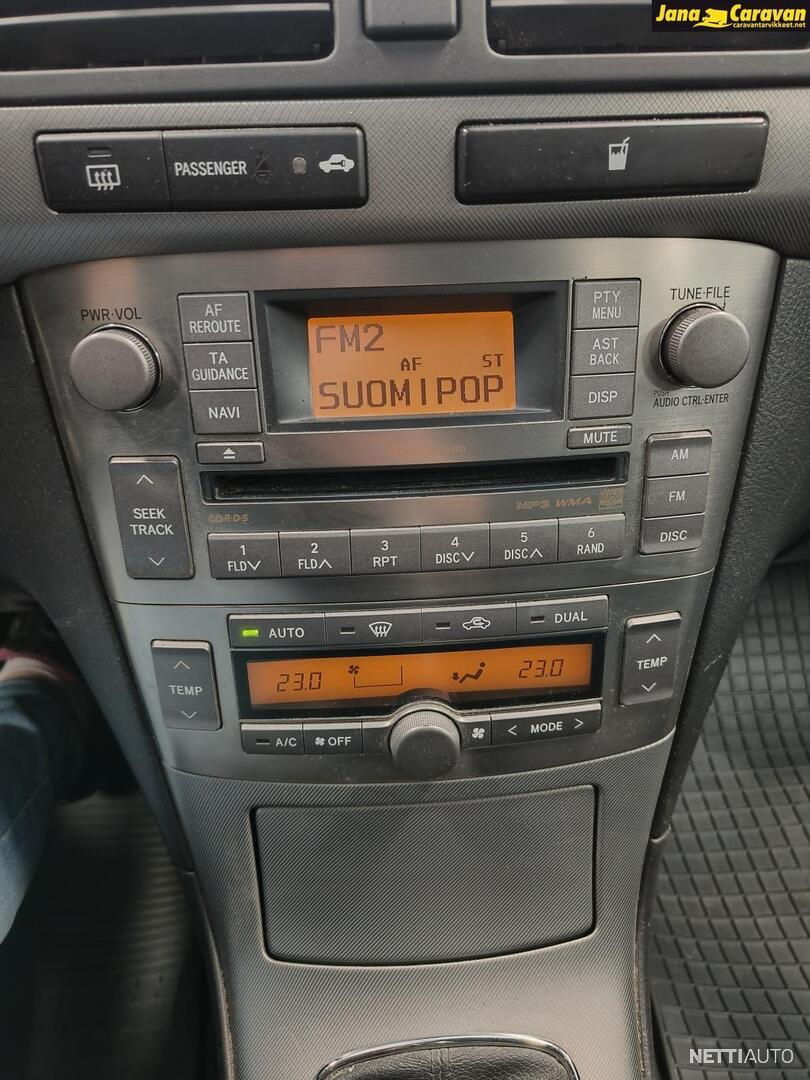 Jana Caravan
caravantarvikkeet.net
PASSENGER
PWR·VOL
AF
REROUTE
TA
GUIDANCE
NAVI
FM2
AF ST
SUOMIPOP
PTY
MENU
AST
BACK
DISP
TUNE·FILE
PUSH
AUDIO CTRL·ENTER
MUTE
SEEK
TRACK
R·D·S
MP3 WMA
AM
FM
DISC
1
FLD
2
FLD
3
RPT
4
DISC
5
DISC
6
RAND
AUTO
DUAL
TEMP
23.0
23.0
TEMP
A/C
OFF
< MODE >
NETTIAUTO